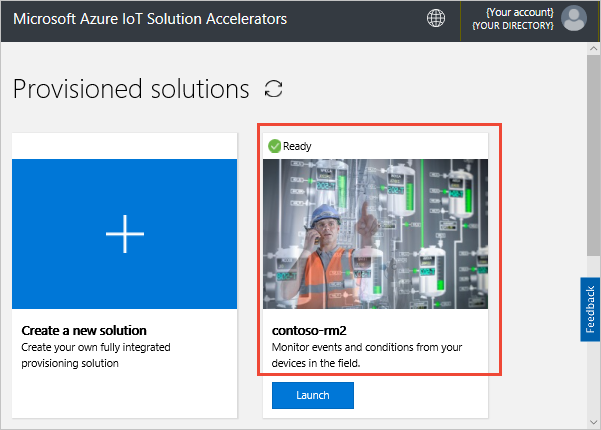 Microsoft Azure IoT Solution Accelerators
{Your account}
{YOUR DIRECTORY}
Provisioned solutions
Ready
Create a new solution
Create your own fully integrated
provisioning solution
contoso-rm2
Monitor events and conditions from your
devices in the field.
Launch
Feedback